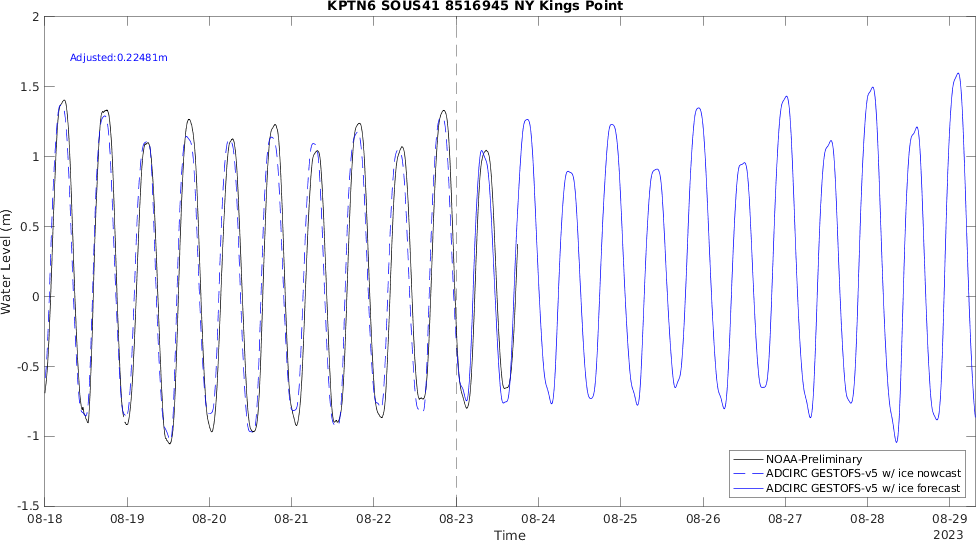 KPTN6 SOUS41 8516945 NY Kings Point
Adjusted:0.22481m
Water Level (m)
2
1.5
1
0.5
0
-0.5
-1
-1.5
NOAA-Preliminary
ADCIRC GESTOFS-v5 w/ ice nowcast
ADCIRC GESTOFS-v5 w/ ice forecast
08-18 08-19 08-20 08-21 08-22 08-23 08-24 08-25 08-26 08-27 08-28 08-29
Time 2023